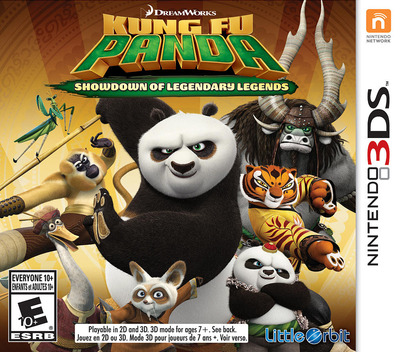 DREAMWORKS
KUNG FU
PANDA
SHOWDOWN OF LEGENDARY LEGENDS
NINTENDO
NETWORK
NINTENDO 3DS
EVERYONE 10+
ENFANTS et ADULTES 10+
E
10+
ESRB
Playable in 2D and 3D. 3D mode for ages 7+. See back.
Jouez en 2D ou 3D. Mode 3D pour joueurs de 7 ans +. Voir verso.
LittleOrbit